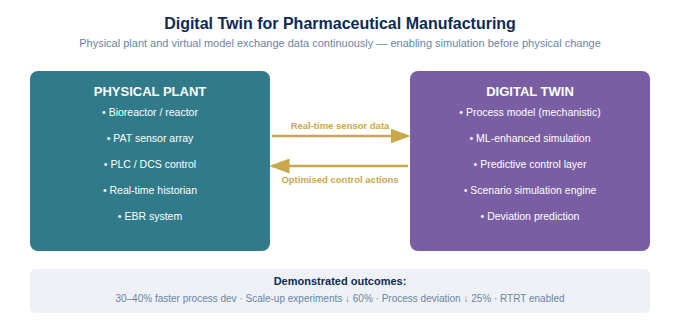 Digital Twin for Pharmaceutical Manufacturing
Physical plant and virtual model exchange data continuously — enabling simulation before physical change
PHYSICAL PLANT
• Bioreactor / reactor
• PAT sensor array
• PLC / DCS control
• Real-time historian
• EBR system
Real-time sensor data
Optimised control actions
DIGITAL TWIN
• Process model (mechanistic)
• ML-enhanced simulation
• Predictive control layer
• Scenario simulation engine
• Deviation prediction
Demonstrated outcomes:
30–40% faster process dev · Scale-up experiments ↓ 60% · Process deviation ↓ 25% · RTRT enabled